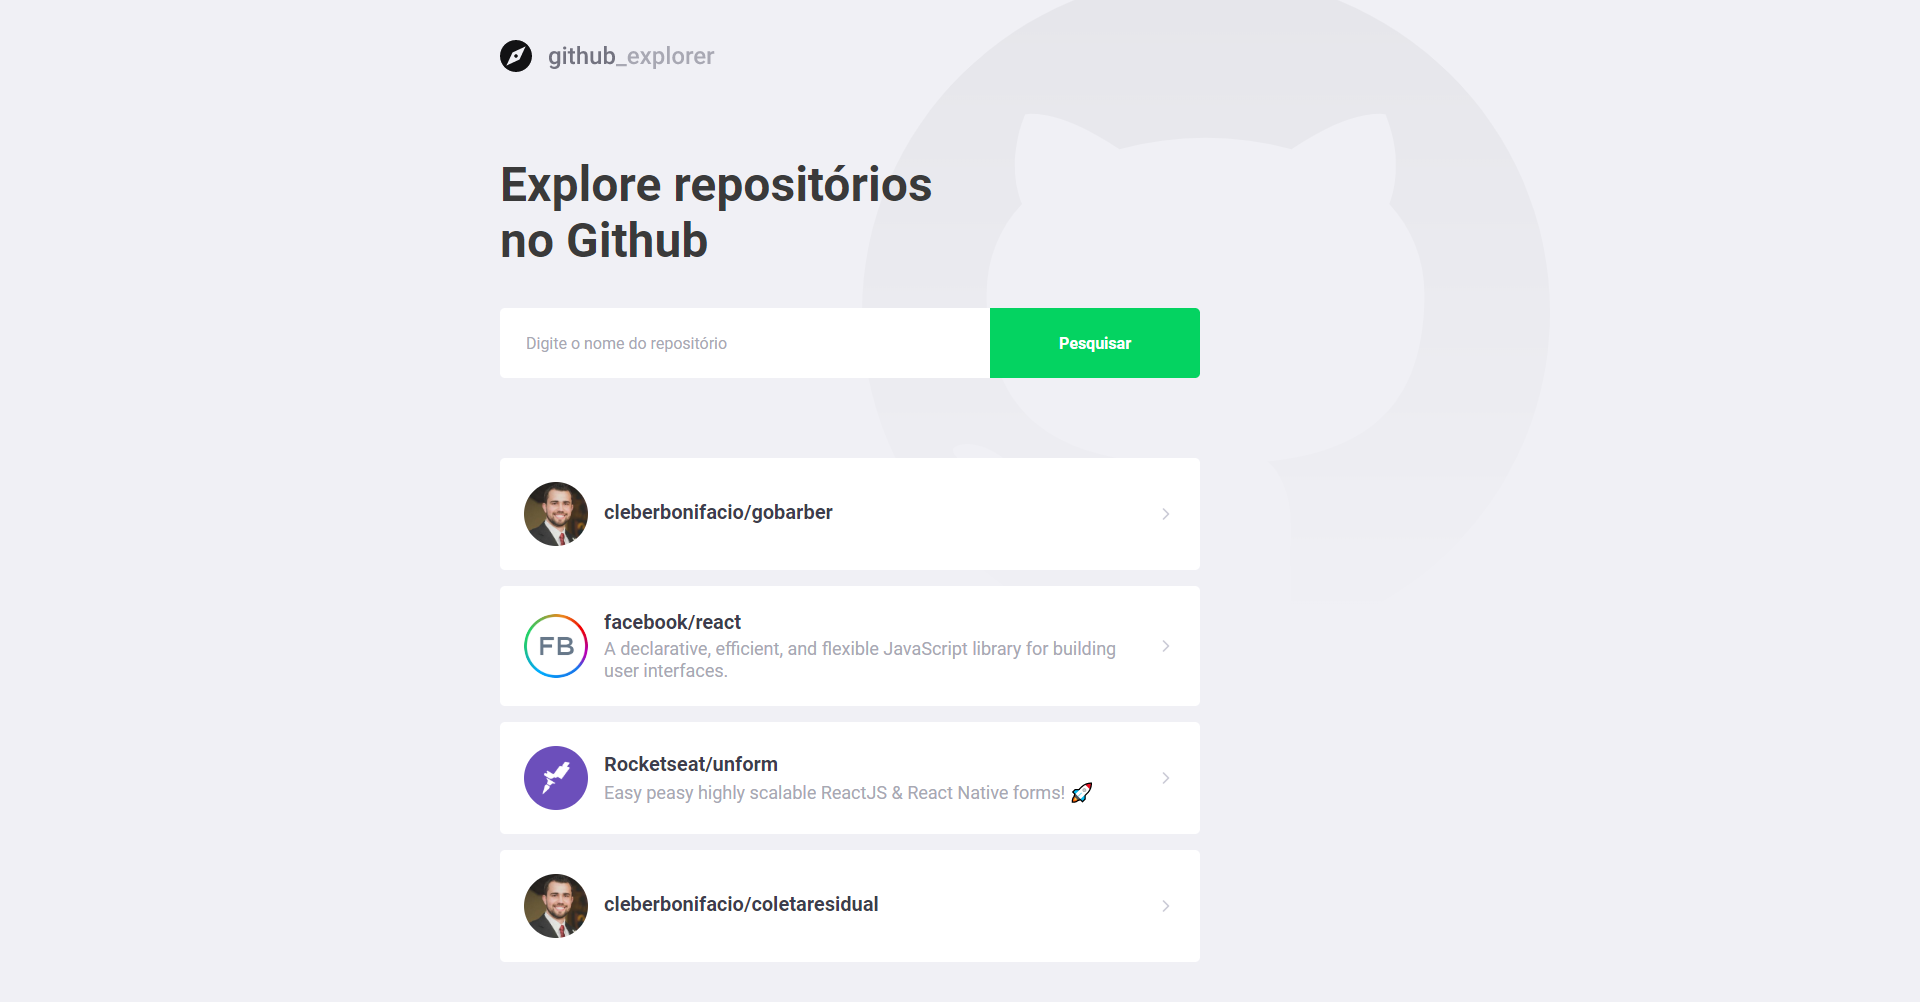 github_explorer
Explore repositórios
no Github
Digite o nome do repositório
Pesquisar
cleberbonifacio/gobarber
FB
facebook/react
A declarative, efficient, and flexible JavaScript library for building
user interfaces.
Rocketseat/unform
Easy peasy highly scalable ReactJS & React Native forms! 🚀
cleberbonifacio/coletaresidual